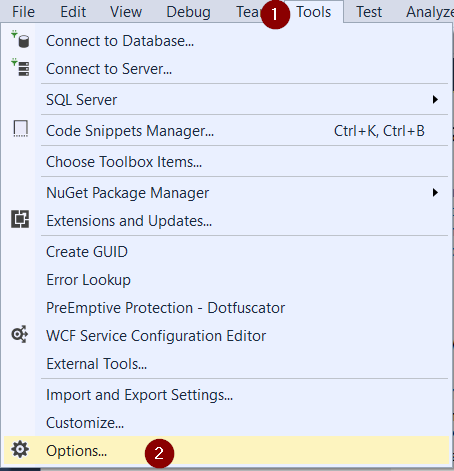 File Edit View Debug Tea 1 Tools Test Analyze
Connect to Database...
Connect to Server...
SQL Server
Code Snippets Manager... Ctrl+K, Ctrl+B
Choose Toolbox Items...
NuGet Package Manager
Extensions and Updates...
Create GUID
Error Lookup
PreEmptive Protection - Dotfuscator
WCF Service Configuration Editor
External Tools...
Import and Export Settings...
Customize...
Options... 2